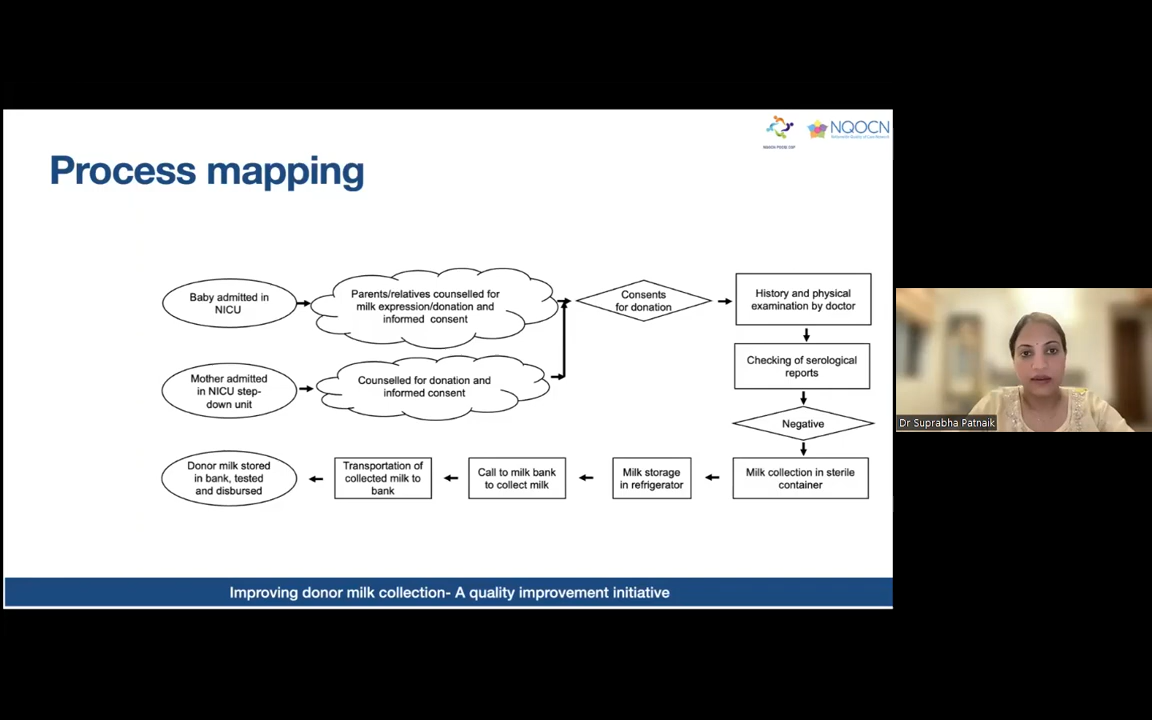 NQOCN
Process mapping
Baby admitted in
NICU
Parents/relatives counselled for
milk expression/donation and
informed consent
Consents
for donation
History and physical
examination by doctor
Mother admitted
in NICU step-
down unit
Counselled for donation and
informed consent
Checking of serological
reports
Negative
Donor milk stored
in bank, tested
and disbursed
Transportation of
collected milk to
bank
Call to milk bank
to collect milk
Milk storage
in refrigerator
Milk collection in sterile
container
Dr Suprabha Patnaik
Improving donor milk collection- A quality improvement initiative